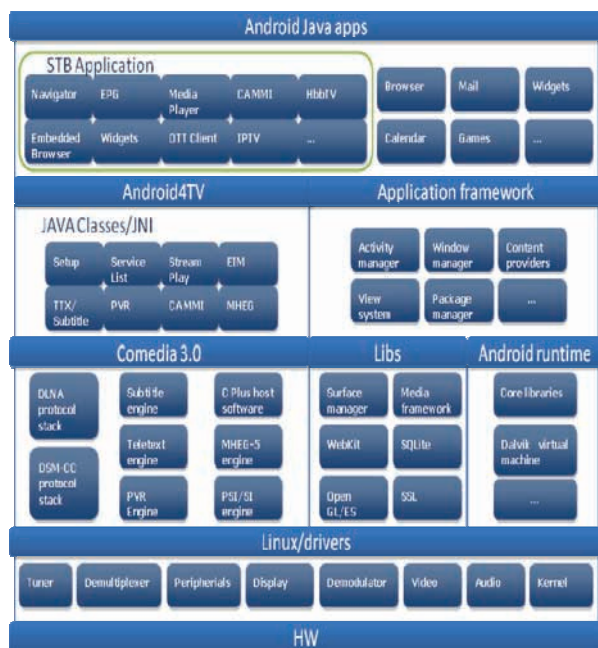 Android Java apps
STB Application
Navigator
EPG
Media
Player
CAMMI
HbbTV
Embedded
Browser
Widgets
OTT Client
IPTV
...
Browser
Mail
Widgets
Calendar
Games
...
Android4TV
JAVA Classes/JNI
Setup
Service
List
Stream
Play
EIM
TTX/
Subtitle
PVR
CAMMI
MHEG
Application framework
Activity
manager
Window
manager
Content
providers
View
system
Package
manager
...
Comedia 3.0
DLNA
protocol
stack
DSM-CC
protocol
stack
Subtitle
engine
C Plus host
software
Teletext
engine
MHEG-5
engine
PVR
Engine
PSI/SI
engine
Libs
Surface
manager
Media
framework
WebKit
SQLite
Open
GL/ES
SSL
Android runtime
Core libraries
Dalvik virtual
machine
...
Linux/drivers
Tuner
Demultiplexer
Peripherials
Display
Demodulator
Video
Audio
Kernel
HW